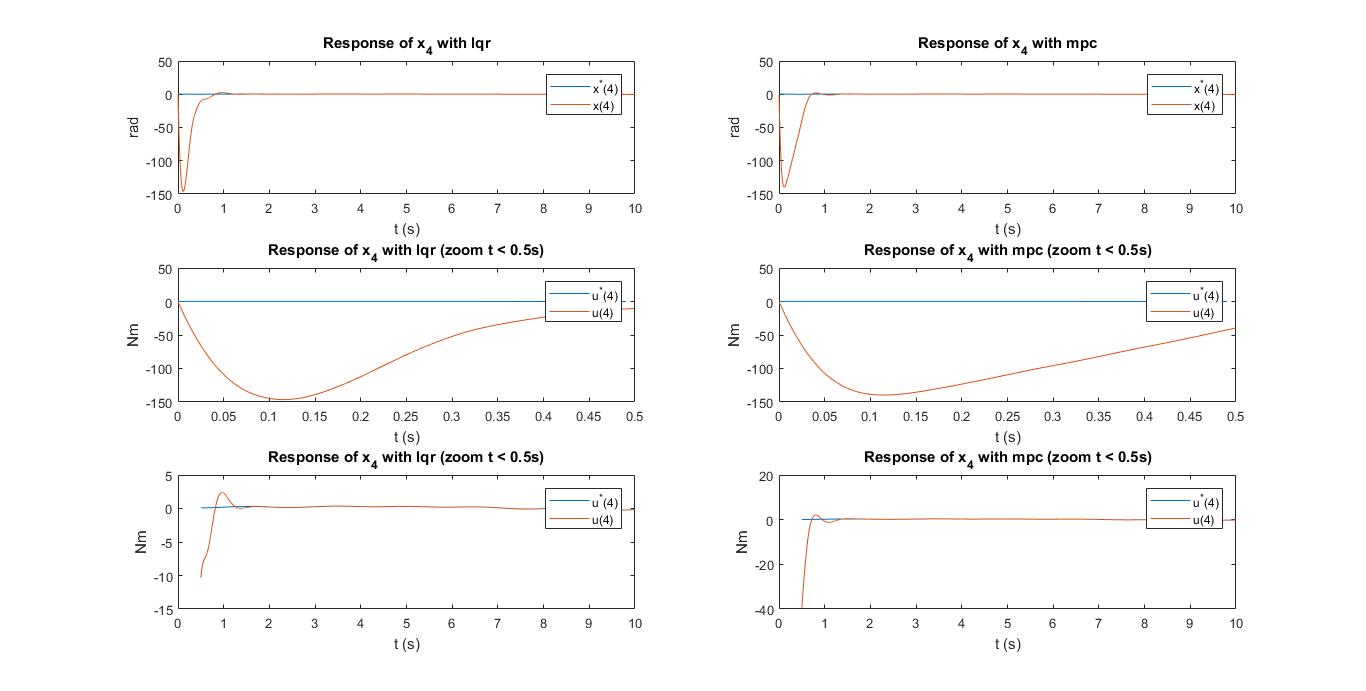 Response of x4 with lqr
50
0
-50
-100
-150
rad
x*(4)
x(4)
0 1 2 3 4 5 6 7 8 9 10
t (s)
Response of x4 with mpc
50
0
-50
-100
-150
rad
x*(4)
x(4)
0 1 2 3 4 5 6 7 8 9 10
t (s)
Response of x4 with lqr (zoom t < 0.5s)
50
0
-50
-100
-150
Nm
u*(4)
u(4)
0 0.05 0.1 0.15 0.2 0.25 0.3 0.35 0.4 0.45 0.5
t (s)
Response of x4 with mpc (zoom t < 0.5s)
50
0
-50
-100
-150
Nm
u*(4)
u(4)
0 0.05 0.1 0.15 0.2 0.25 0.3 0.35 0.4 0.45 0.5
t (s)
Response of x4 with lqr (zoom t < 0.5s)
5
0
-5
-10
-15
Nm
u*(4)
u(4)
0 1 2 3 4 5 6 7 8 9 10
t (s)
Response of x4 with mpc (zoom t < 0.5s)
20
0
-20
-40
Nm
u*(4)
u(4)
0 1 2 3 4 5 6 7 8 9 10
t (s)